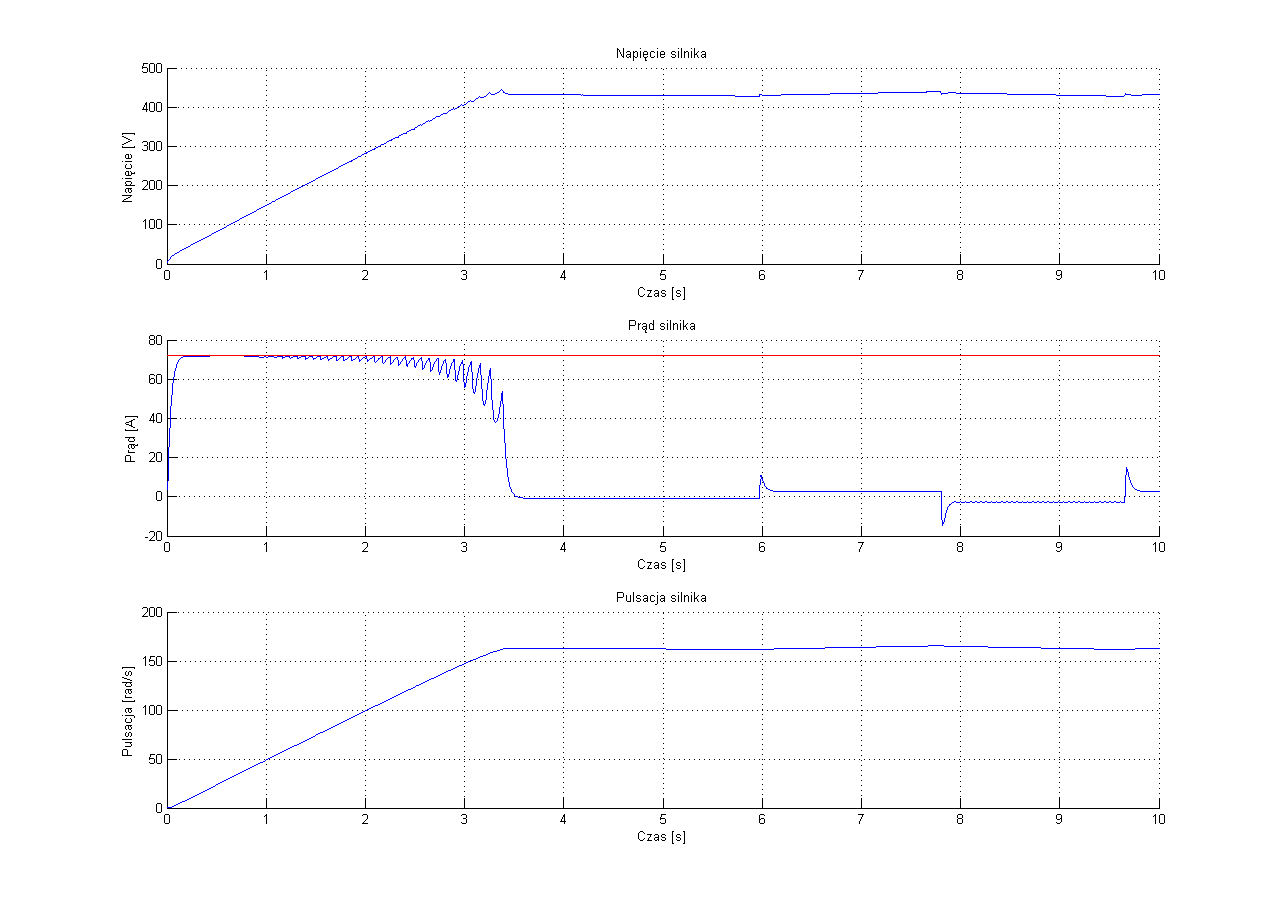 Napięcie silnika
500
400
300
200
100
0
Napięcie [V]
0 1 2 3 4 5 6 7 8 9 10
Czas [s]
Prąd silnika
80
60
40
20
0
-20
Prąd [A]
0 1 2 3 4 5 6 7 8 9 10
Czas [s]
Pulsacja silnika
200
150
100
50
0
Pulsacja [rad/s]
0 1 2 3 4 5 6 7 8 9 10
Czas [s]